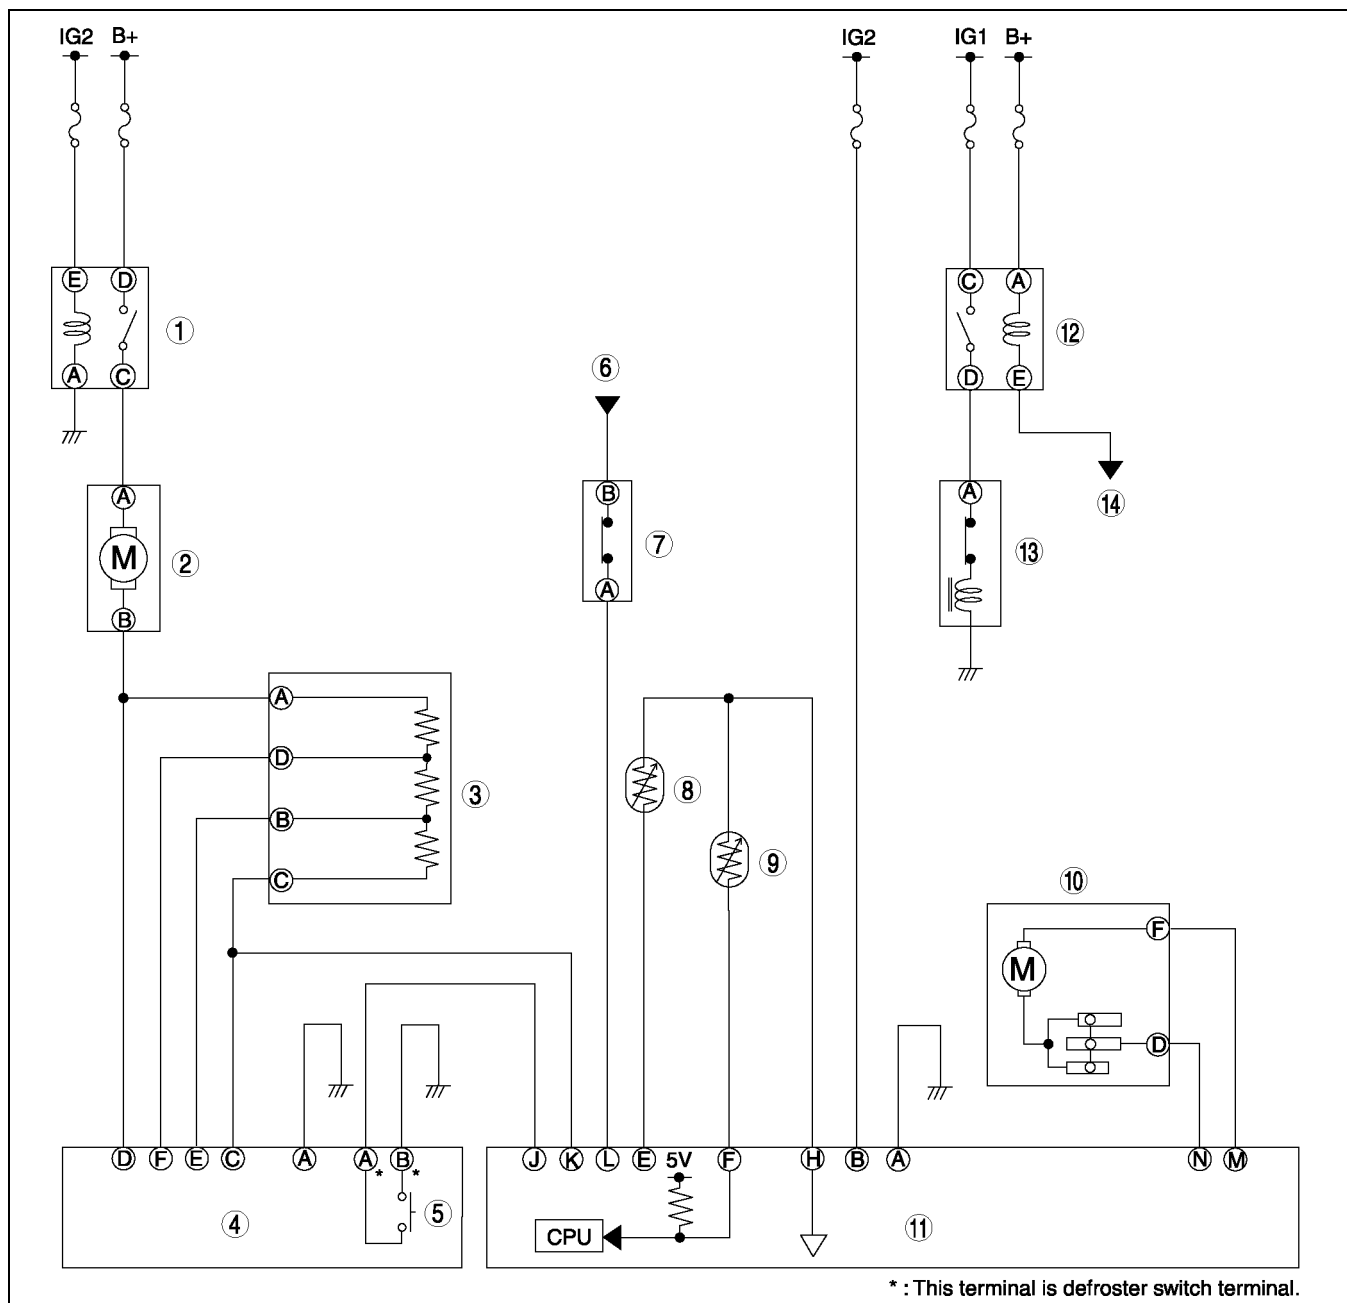 IG2 B+ IG2 IG1 B+
E D C A
① ⑫
A C ⑥ D E
A B A ⑭
M ② ⑦ ⑬
B A
A
D ⑧
③
B
⑨
C ⑩
F
M
D
D F E C A A* B* J K L E 5V F H B A N M
④ ⑤ CPU ⑪
* : This terminal is defroster switch terminal.